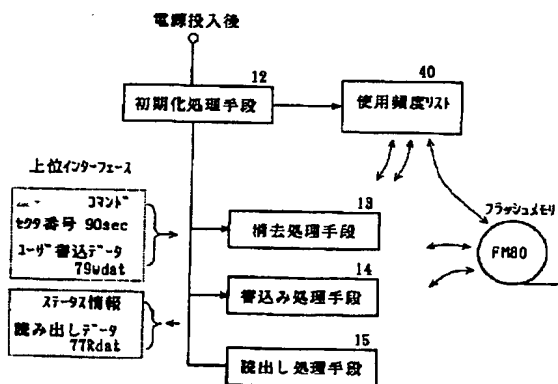 電源投入後
12
初期化処理手段
40
使用頻度リスト
上位インターフェース
コマンド
セクタ番号 90sec
ユーザ書込データ
79wdat
ステータス情報
読み出しデータ
77Rdat
13
消去処理手段
14
書込み処理手段
15
読出し処理手段
フラッシュメモリ
FM80